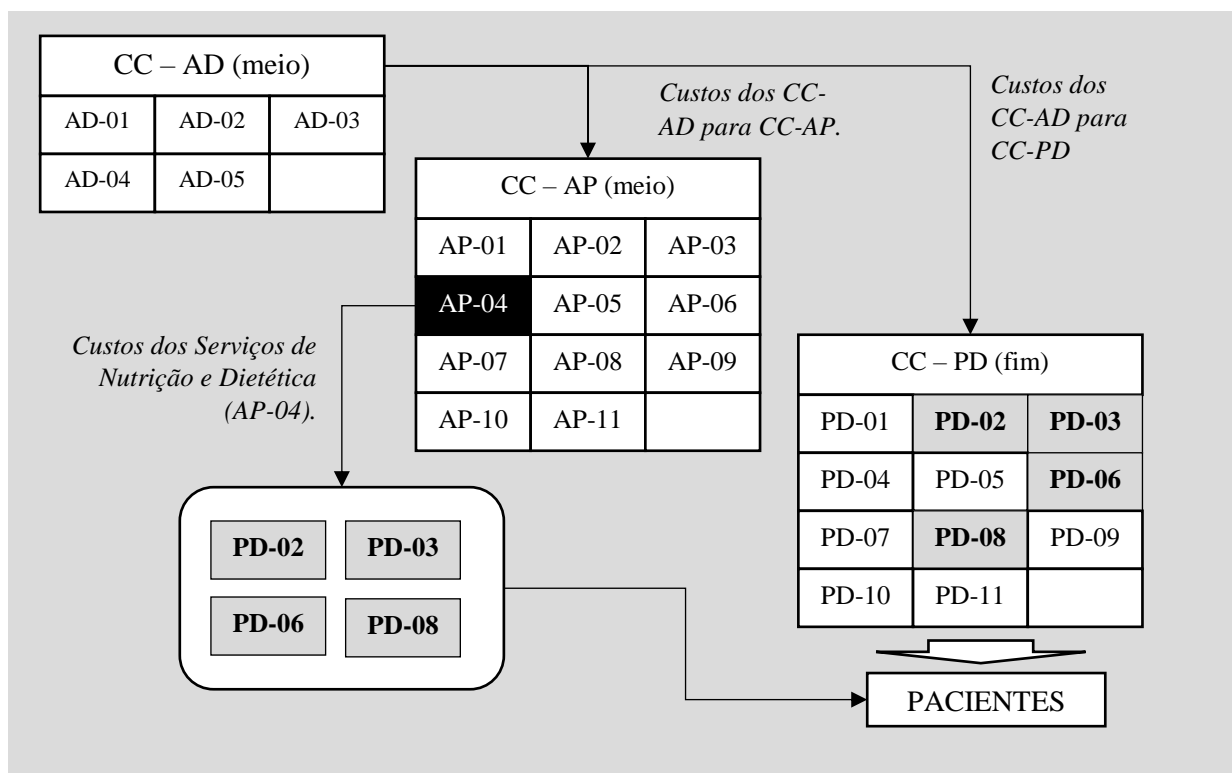 CC – AD (meio)
AD-01 AD-02 AD-03
AD-04 AD-05
Custos dos CC-
AD para CC-AP.
Custos dos
CC-AD para
CC-PD
CC – AP (meio)
AP-01 AP-02 AP-03
AP-04 AP-05 AP-06
AP-07 AP-08 AP-09
AP-10 AP-11
Custos dos Serviços de
Nutrição e Dietética
(AP-04).
CC – PD (fim)
PD-01 PD-02 PD-03
PD-04 PD-05 PD-06
PD-07 PD-08 PD-09
PD-10 PD-11
PD-02 PD-03
PD-06 PD-08
PACIENTES